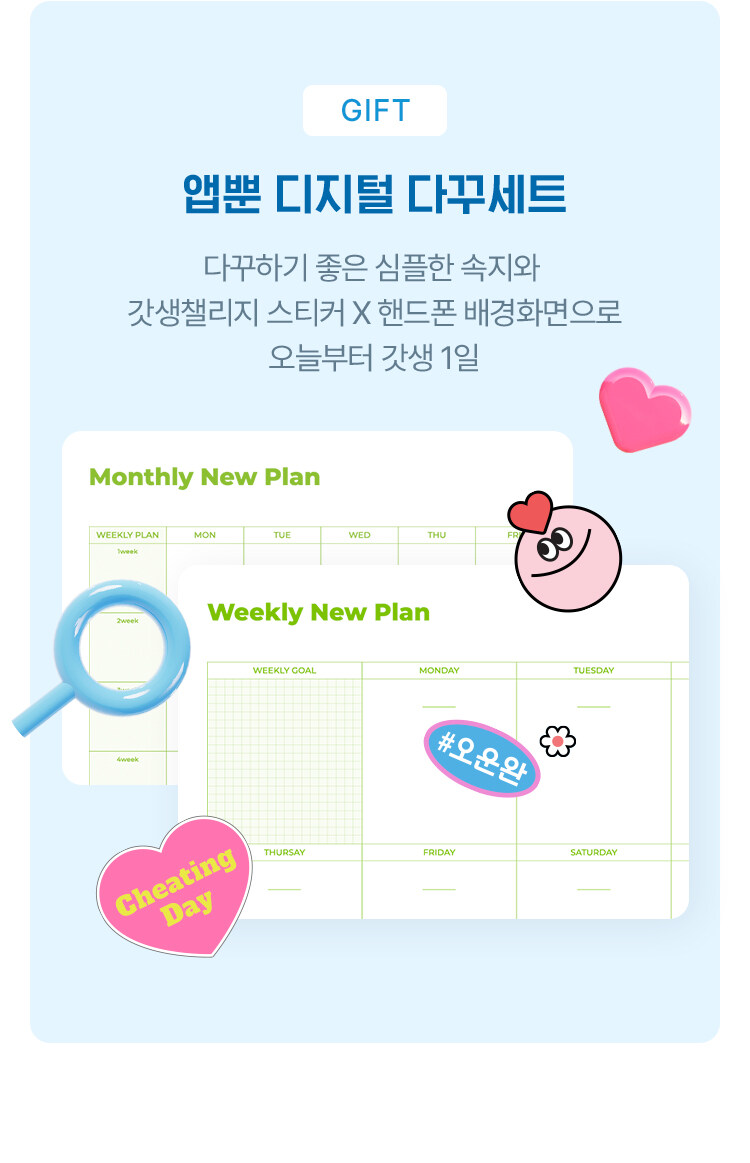 GIFT
앱뿐 디지털 다꾸세트
다꾸하기 좋은 심플한 속지와
갓생챌리지 스티커 X 핸드폰 배경화면으로
오늘부터 갓생 1일
Monthly New Plan
WEEKLY PLAN MON TUE WED THU
1week
2week
4week
Weekly New Plan
WEEKLY GOAL MONDAY TUESDAY
#오운완
THURSAY FRIDAY SATURDAY
Cheating
Day